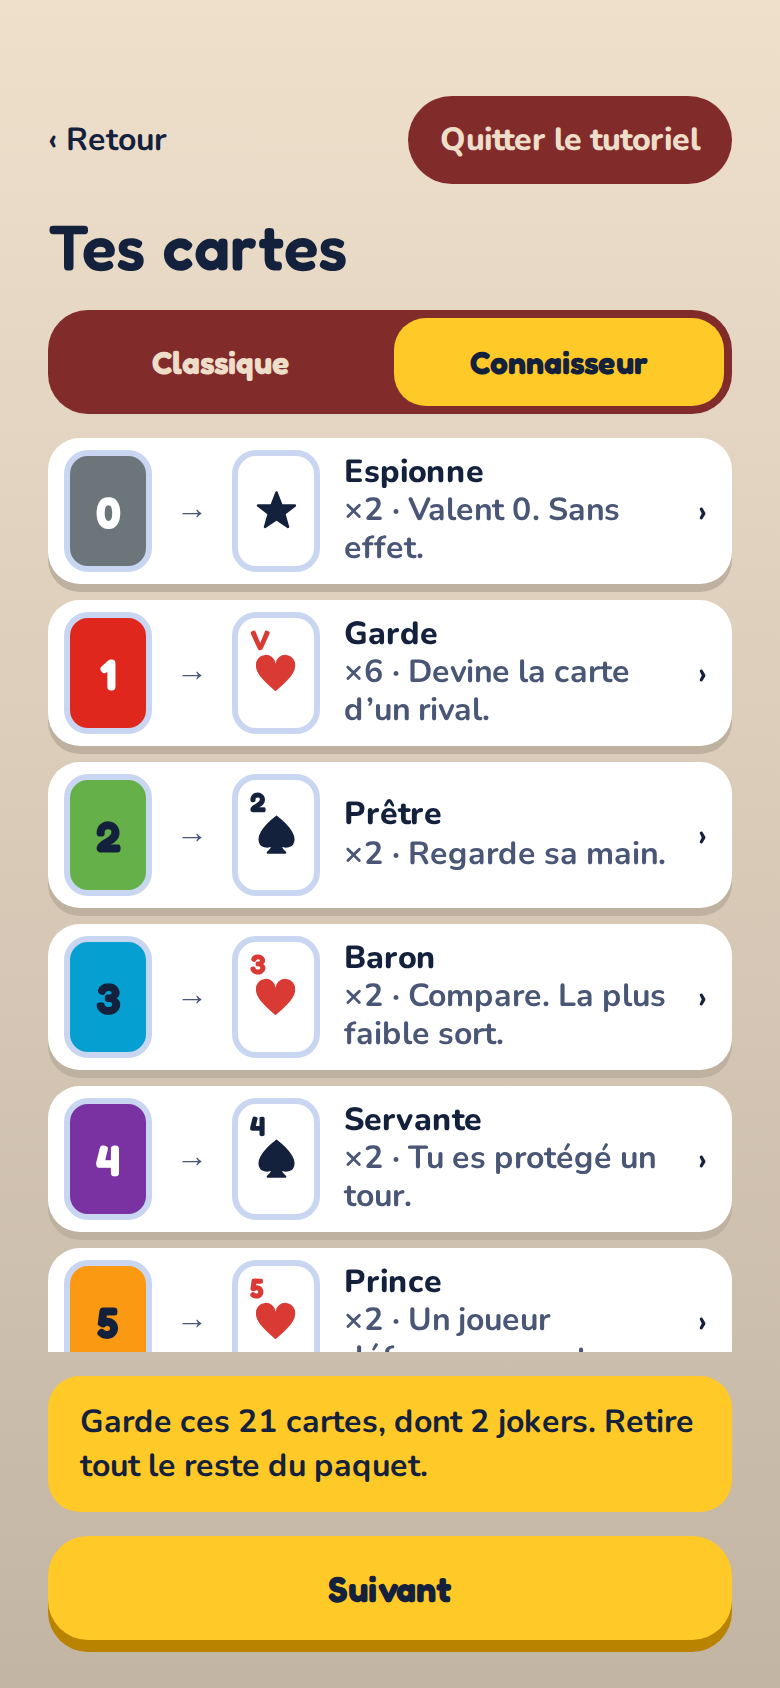 ‹ Retour
Quitter le tutoriel
Tes cartes
Classique
Connaisseur
0 → ★
Espionne
×2 · Valent 0. Sans
effet.
›
1 → V
Garde
×6 · Devine la carte
d’un rival.
›
2 → 2
Prêtre
×2 · Regarde sa main.
›
3 → 3
Baron
×2 · Compare. La plus
faible sort.
›
4 → 4
Servante
×2 · Tu es protégé un
tour.
›
5 → 5
Prince
×2 · Un joueur
›
Garde ces 21 cartes, dont 2 jokers. Retire
tout le reste du paquet.
Suivant